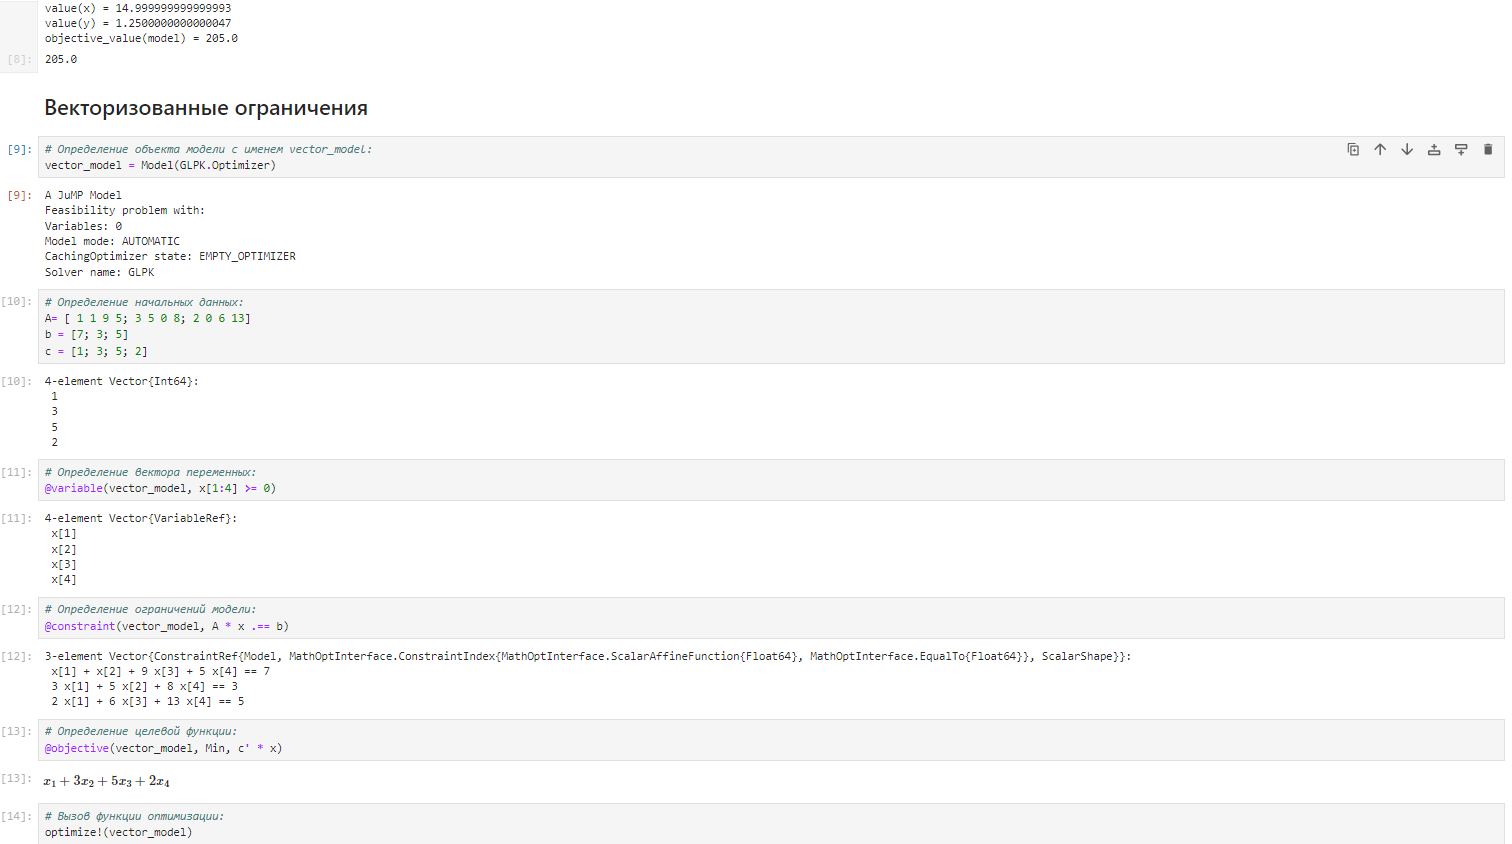 value(x) = 14.999999999999993
value(y) = 1.2500000000000047
objective_value(model) = 205.0
[8]: 205.0
Векторизованные ограничения
[9]: # Определение объекта модели с именем vector_model:
vector_model = Model(GLPK.Optimizer)
[9]: A JuMP Model
Feasibility problem with:
Variables: 0
Model mode: AUTOMATIC
CachingOptimizer state: EMPTY_OPTIMIZER
Solver name: GLPK
[10]: # Определение начальных данных:
A= [ 1 1 9 5; 3 5 0 8; 2 0 6 13]
b = [7; 3; 5]
c = [1; 3; 5; 2]
[10]: 4-element Vector{Int64}:
1
3
5
2
[11]: # Определение вектора переменных:
@variable(vector_model, x[1:4] >= 0)
[11]: 4-element Vector{VariableRef}:
x[1]
x[2]
x[3]
x[4]
[12]: # Определение ограничений модели:
@constraint(vector_model, A * x .== b)
[12]: 3-element Vector{ConstraintRef{Model, MathOptInterface.ConstraintIndex{MathOptInterface.ScalarAffineFunction{Float64}, MathOptInterface.EqualTo{Float64}}, ScalarShape}}:
x[1] + x[2] + 9 x[3] + 5 x[4] == 7
3 x[1] + 5 x[2] + 8 x[4] == 3
2 x[1] + 6 x[3] + 13 x[4] == 5
[13]: # Определение целевой функции:
@objective(vector_model, Min, c' * x)
[13]: x₁ + 3x₂ + 5x₃ + 2x₄
[14]: # Вызов функции оптимизации:
optimize!(vector_model)